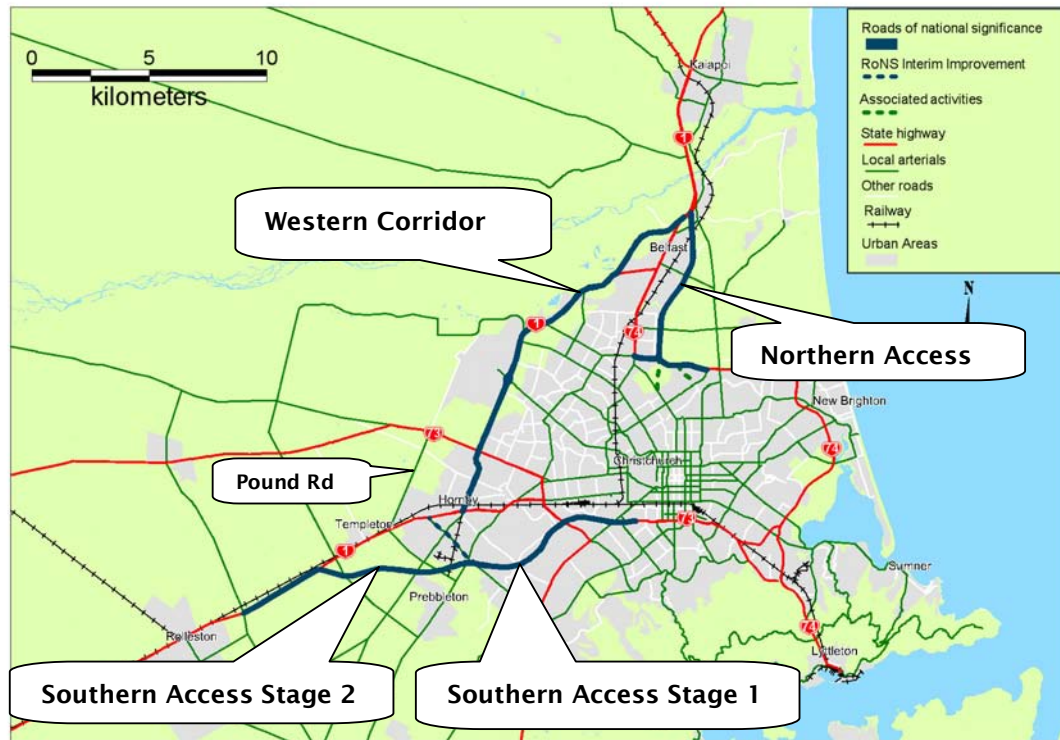 0 5 10
kilometers
Roads of national significance
RoNS Interim Improvement
Associated activities
State highway
Local arterials
Other roads
Railway
Urban Areas
N
Kaiapoi
1
Western Corridor
Belfast
1
74
Northern Access
New Brighton
73
74
Christchurch
Pound Rd
Hornby
Templeton
73
1
Sumner
Prebbleton
74
Rolleston
Lyttleton
Southern Access Stage 2
Southern Access Stage 1